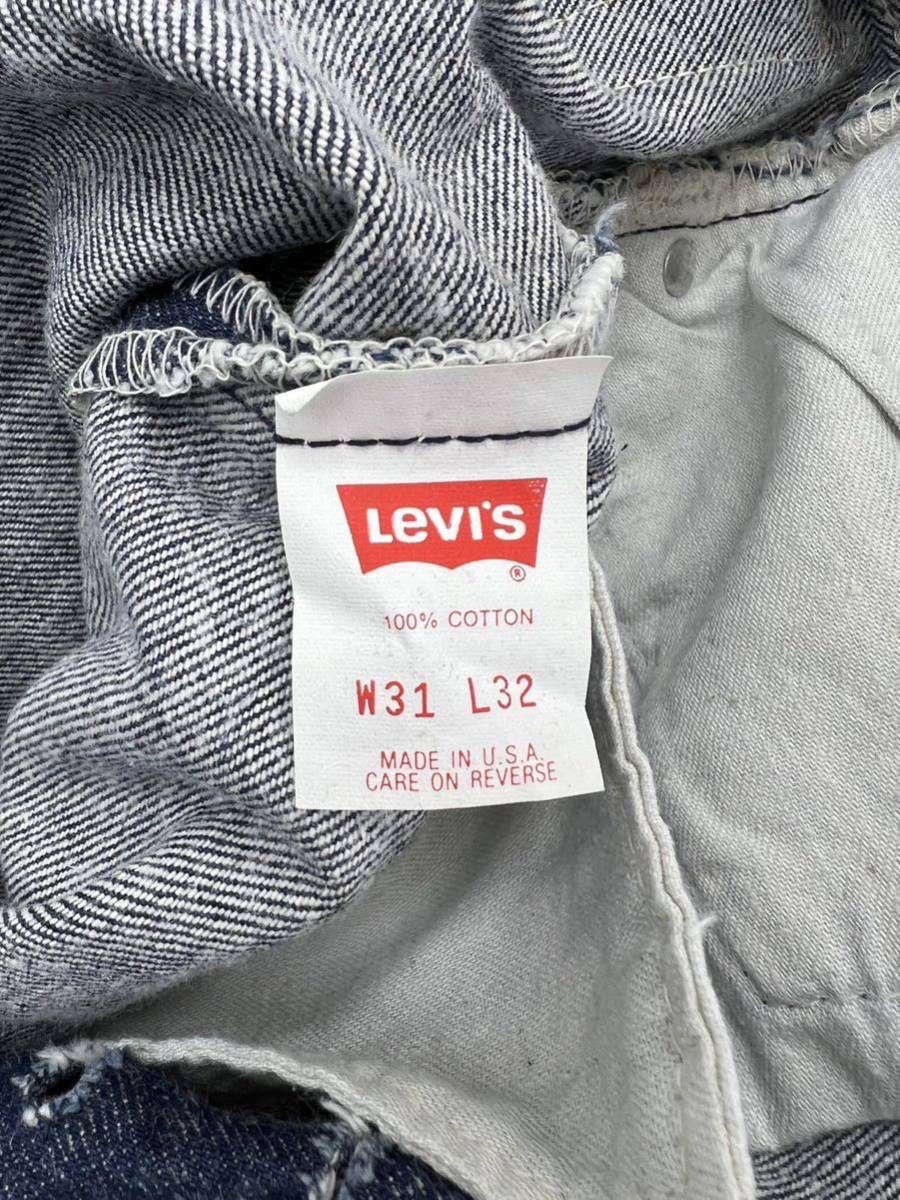 Levi's
®
100% COTTON
W31 L32
MADE IN U.S.A.
CARE ON REVERSE